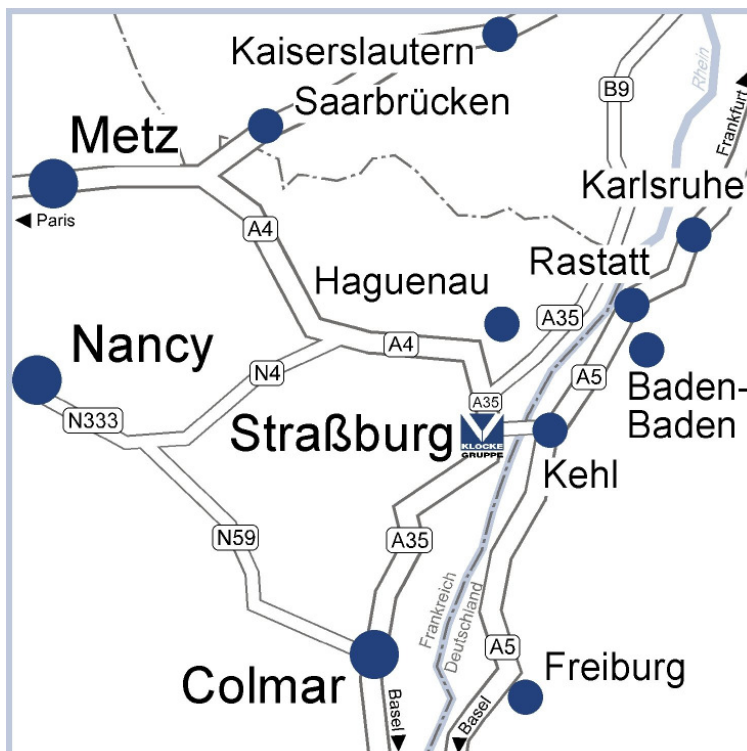 Kaiserslautern
Saarbrücken
B9
Rhein
Frankfurt
Metz
Karlsruhe
Paris
A4
Rastatt
Haguenau
A35
Nancy
A4
N4
A5
Baden-
Baden
A35
N333
Straßburg
KLOCKE
GRUPPE
Kehl
N59
A35
Frankreich
Deutschland
A5
Freiburg
Colmar
Basel
Basel